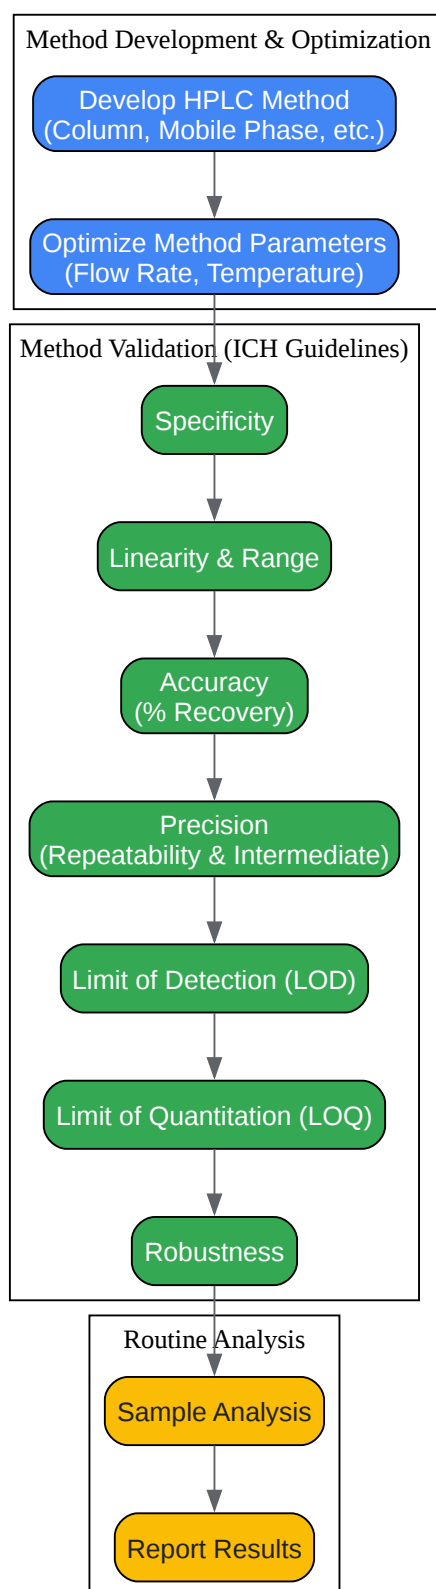 Method Development & Optimization
Develop HPLC Method
(Column, Mobile Phase, etc.)
Optimize Method Parameters
(Flow Rate, Temperature)
Method Validation (ICH Guidelines)
Specificity
Linearity & Range
Accuracy
(% Recovery)
Precision
(Repeatability & Intermediate)
Limit of Detection (LOD)
Limit of Quantitation (LOQ)
Robustness
Routine Analysis
Sample Analysis
Report Results